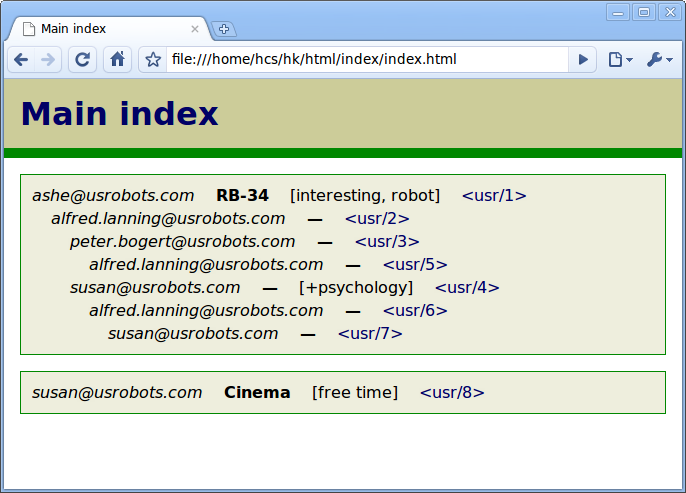 Main index
file:///home/hcs/hk/html/index/index.html
Main index
ashe@usrobots.com RB-34 [interesting, robot] <usr/1>
alfred.lanning@usrobots.com — <usr/2>
peter.bogert@usrobots.com — <usr/3>
alfred.lanning@usrobots.com — <usr/5>
susan@usrobots.com — [+psychology] <usr/4>
alfred.lanning@usrobots.com — <usr/6>
susan@usrobots.com — <usr/7>
susan@usrobots.com Cinema [free time] <usr/8>